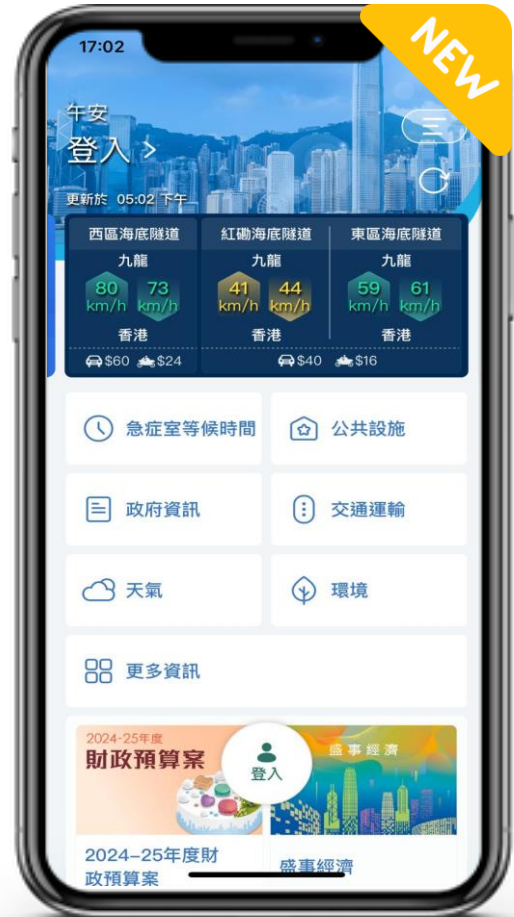 NEW
17:02
午安
登入 >
更新於 05:02 下午
西區海底隧道
紅磡海底隧道
東區海底隧道
九龍
九龍
九龍
80 km/h
73 km/h
41 km/h
44 km/h
59 km/h
61 km/h
香港
香港
香港
$60 $24
$40 $16
急症室等候時間
公共設施
政府資訊
交通運輸
天氣
環境
更多資訊
2024-25年度
財政預算案
盛事經濟
登入
2024–25年度財
政預算案
盛事經濟